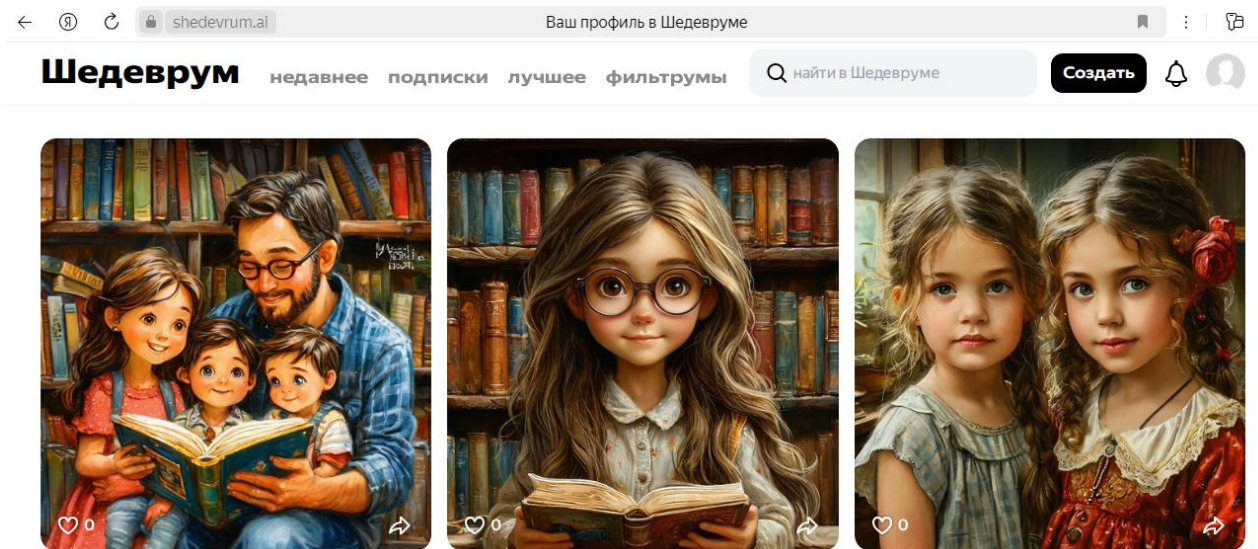 shedevrum.ai Ваш профиль в Шедевруме
Шедеврум недавнее подписки лучшее фильтрумы найти в Шедевруме Создать
0 0 0